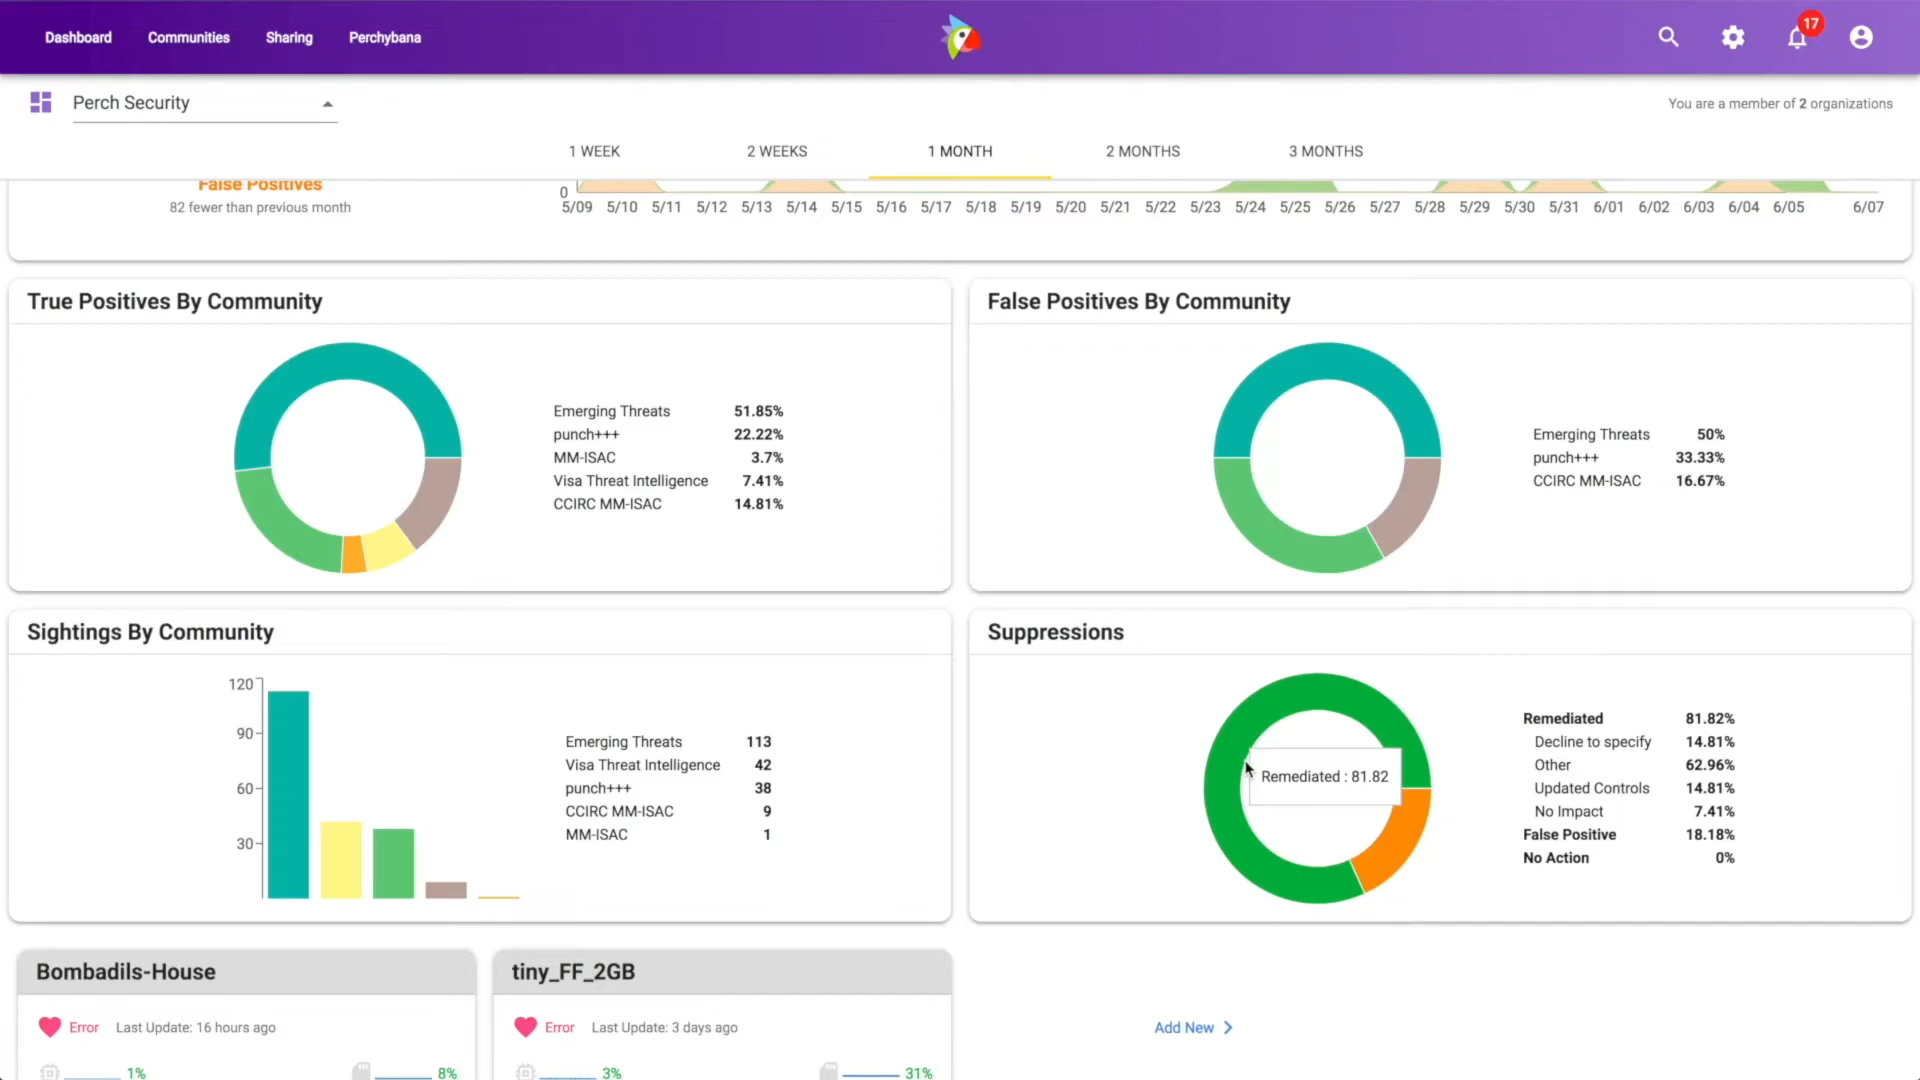 Dashboard Communities Sharing Perchybana 17
Perch Security You are a member of 2 organizations
1 WEEK 2 WEEKS 1 MONTH 2 MONTHS 3 MONTHS
False Positives
82 fewer than previous month
0
5/09 5/10 5/11 5/12 5/13 5/14 5/15 5/16 5/17 5/18 5/19 5/20 5/21 5/22 5/23 5/24 5/25 5/26 5/27 5/28 5/29 5/30 5/31 6/01 6/02 6/03 6/04 6/05 6/07
True Positives By Community
Emerging Threats 51.85%
punch+++ 22.22%
MM-ISAC 3.7%
Visa Threat Intelligence 7.41%
CCIRC MM-ISAC 14.81%
False Positives By Community
Emerging Threats 50%
punch+++ 33.33%
CCIRC MM-ISAC 16.67%
Sightings By Community
120
90
60
30
Emerging Threats 113
Visa Threat Intelligence 42
punch+++ 38
CCIRC MM-ISAC 9
MM-ISAC 1
Suppressions
Remediated : 81.82
Remediated 81.82%
Decline to specify 14.81%
Other 62.96%
Updated Controls 14.81%
No Impact 7.41%
False Positive 18.18%
No Action 0%
Bombadils-House
Error Last Update: 16 hours ago
1% 8%
tiny_FF_2GB
Error Last Update: 3 days ago
3% 31%
Add New